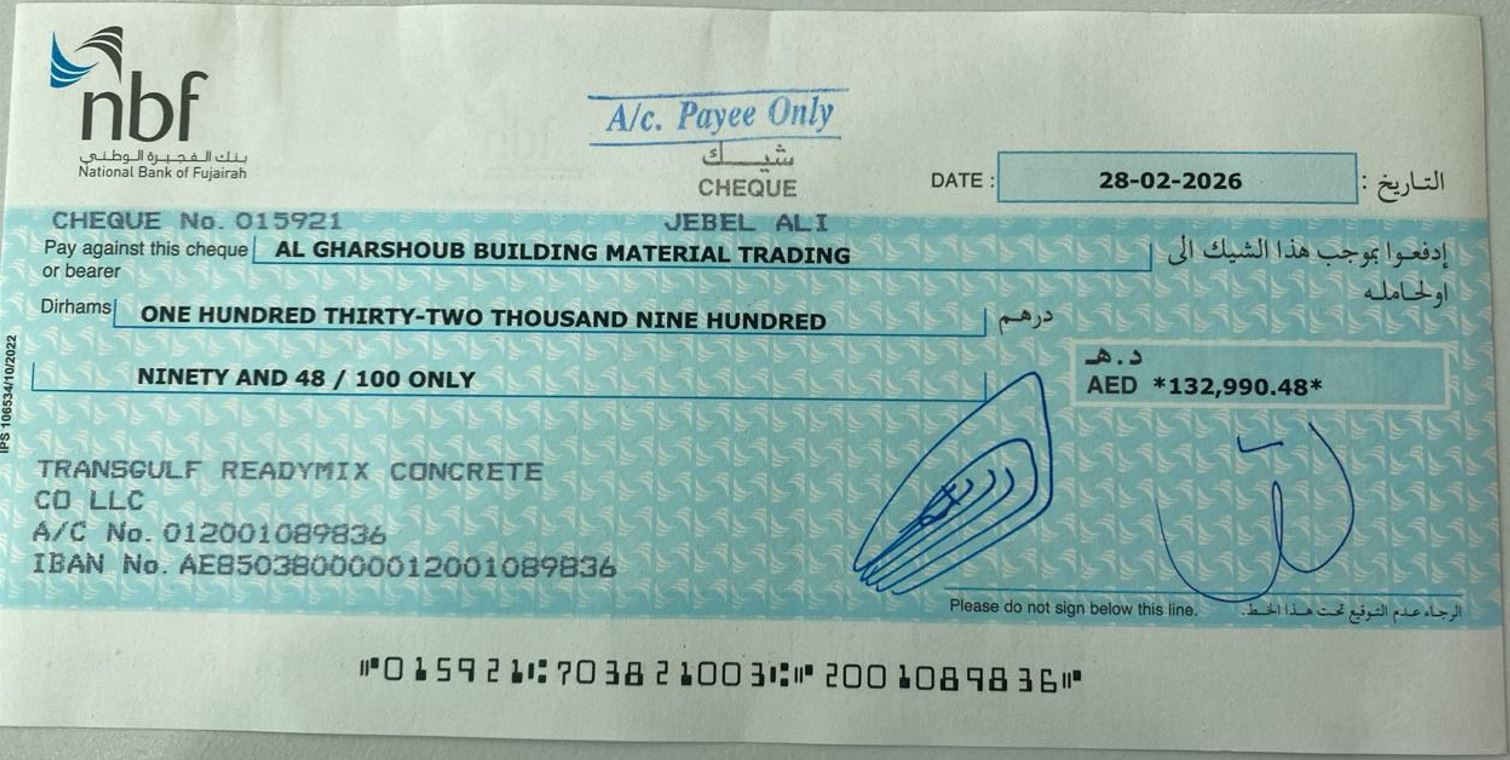 nbf
بنك الفجيرة الوطني
National Bank of Fujairah
A/c. Payee Only
شيك
CHEQUE
DATE : 28-02-2026 التاريخ :
CHEQUE No. 015921 JEBEL ALI
Pay against this cheque AL GHARSHOUB BUILDING MATERIAL TRADING إدفعوا بموجب هذا الشيك الى
or bearer اولحامله
Dirhams ONE HUNDRED THIRTY-TWO THOUSAND NINE HUNDRED درهم
NINETY AND 48 / 100 ONLY
د.هـ
AED *132,990.48*
IPS 106534/10/2022
TRANSGULF READYMIX CONCRETE
CO LLC
A/C No. 012001089836
IBAN No. AE850380000012001089836
Please do not sign below this line. الرجاء عدم التوقيع تحت هذا الخط.
⑈015921⑆703821003⑆⑈2001089836⑈